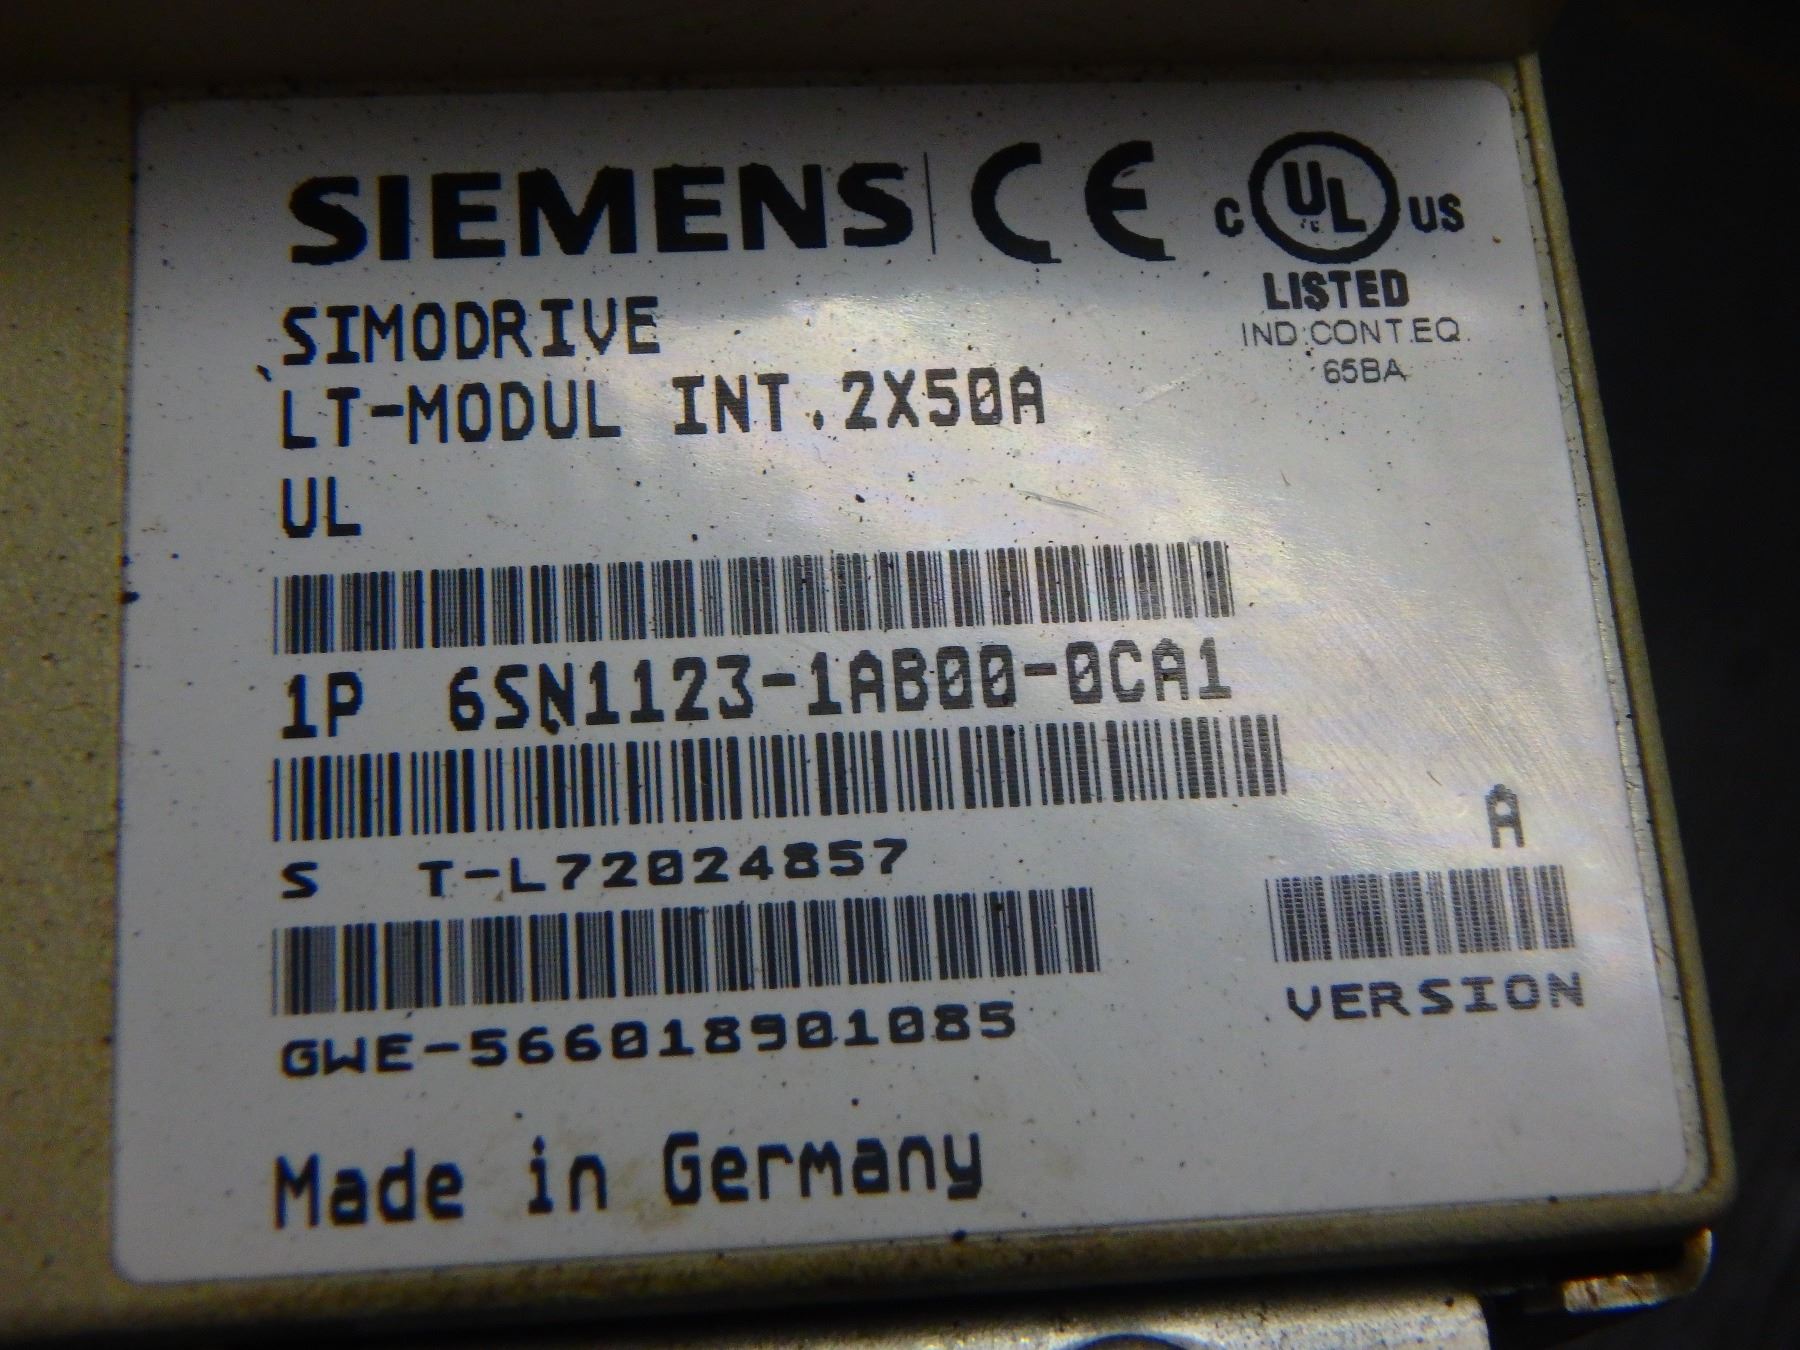 SIEMENS CE
C UL US
LISTED
IND.CONT.EQ
65BA
SIMODRIVE
LT-MODUL INT.2X50A
UL
1P 6SN1123-1AB00-0CA1
S T-L72024857
A
VERSION
GWE-566018901085
Made in Germany